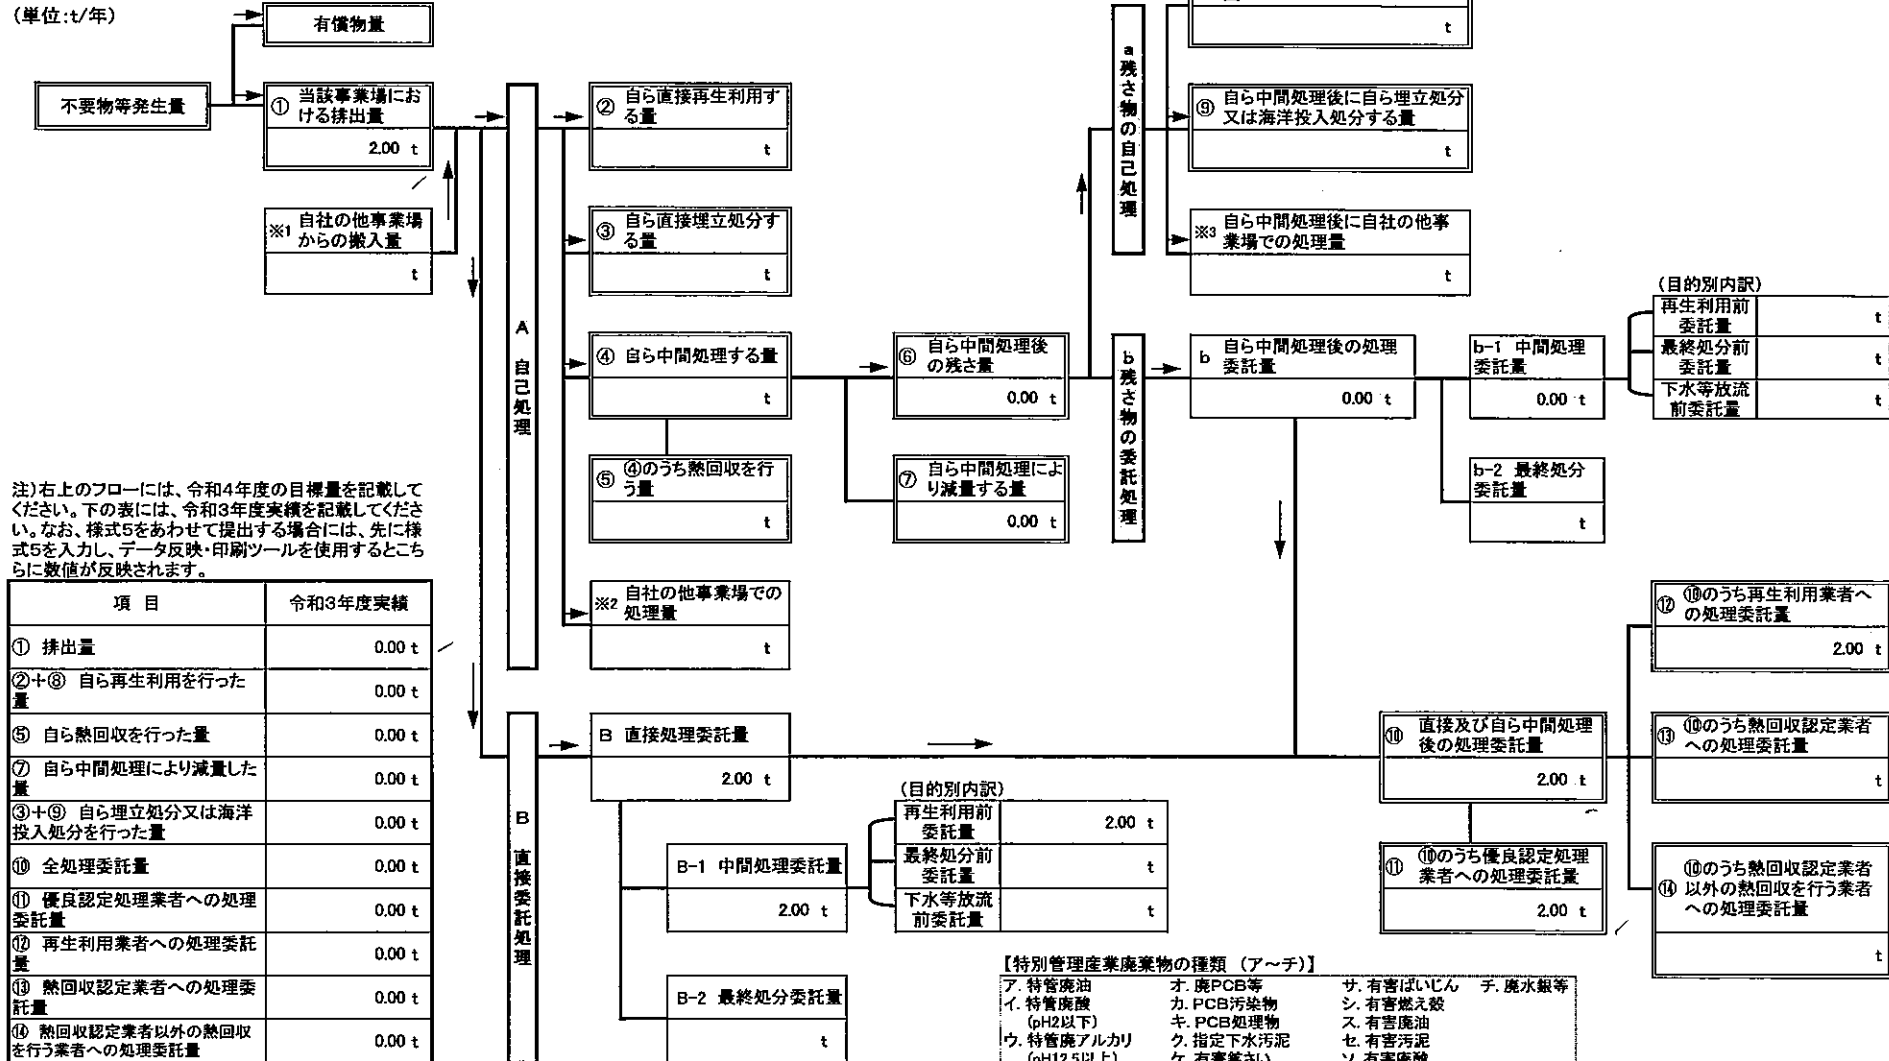 (単位:t/年)
有償物量
不要物等発生量
① 当該事業場にお
ける排出量
2.00 t
※1 自社の他事業場
からの搬入量
t
A 自己処理
② 自ら直接再生利用す
る量
t
③ 自ら直接埋立処分す
る量
t
④ 自ら中間処理する量
t
⑤ ④のうち熱回収を行
う量
t
※2 自社の他事業場での
処理量
t
⑥ 自ら中間処理後
の残さ量
0.00 t
⑦ 自ら中間処理によ
り減量する量
0.00 t
a 残さ物の自己処理
t
⑨ 自ら中間処理後に自ら埋立処分
又は海洋投入処分する量
t
※3 自ら中間処理後に自社の他事
業場での処理量
t
b 残さ物の委託処理
b 自ら中間処理後の処理
委託量
0.00 t
b-1 中間処理
委託量
0.00 t
b-2 最終処分
委託量
t
(目的別内訳)
再生利用前
委託量
t
最終処分前
委託量
t
下水等放流
前委託量
t
注)右上のフローには、令和4年度の目標量を記載して
ください。下の表には、令和3年度実績を記載してくださ
い。なお、様式5をあわせて提出する場合には、先に様
式5を入力し、データ反映・印刷ツールを使用するとこち
らに数値が反映されます。
項 目 令和3年度実績
① 排出量 0.00 t
②+⑧ 自ら再生利用を行った
量 0.00 t
⑤ 自ら熱回収を行った量 0.00 t
⑦ 自ら中間処理により減量した
量 0.00 t
③+⑨ 自ら埋立処分又は海洋
投入処分を行った量 0.00 t
⑩ 全処理委託量 0.00 t
⑪ 優良認定処理業者への処理
委託量 0.00 t
⑫ 再生利用業者への処理委託
量 0.00 t
⑬ 熱回収認定業者への処理委
託量 0.00 t
⑭ 熱回収認定業者以外の熱回収
を行う業者への処理委託量 0.00 t
B 直接委託処理
B 直接処理委託量
2.00 t
B-1 中間処理委託量
2.00 t
B-2 最終処分委託量
t
(目的別内訳)
再生利用前
委託量
2.00 t
最終処分前
委託量
t
下水等放流
前委託量
t
⑩ 直接及び自ら中間処理
後の処理委託量
2.00 t
⑪ ⑩のうち優良認定処理
業者への処理委託量
2.00 t
⑫ ⑩のうち再生利用業者へ
の処理委託量
2.00 t
⑬ ⑩のうち熱回収認定業者
への処理委託量
t
⑭ ⑩のうち熱回収認定業者
以外の熱回収を行う業者
への処理委託量
t
【特別管理産業廃棄物の種類 (ア~チ)】
ア. 特管廃油 オ. 廃PCB等 サ. 有害ばいじん チ. 廃水銀等
イ. 特管廃酸 カ. PCB汚染物 シ. 有害燃え殻
(pH2以下) キ. PCB処理物 ス. 有害廃油
ウ. 特管廃アルカリ ク. 指定下水汚泥 セ. 有害汚泥
(pH12.5以上) ケ. 有害鉱さい ソ. 有害廃酸